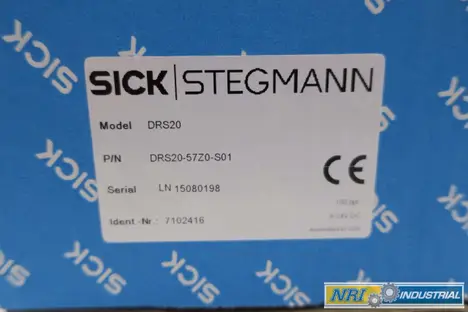 SICK | STEGMANN
Model DRS20
P/N DRS20-57Z0-S01
Serial LN 15080198
Ident.-Nr.: 7102416
CE
SICK
SICK
SICK
SICK
SICK
NRI INDUSTRIAL